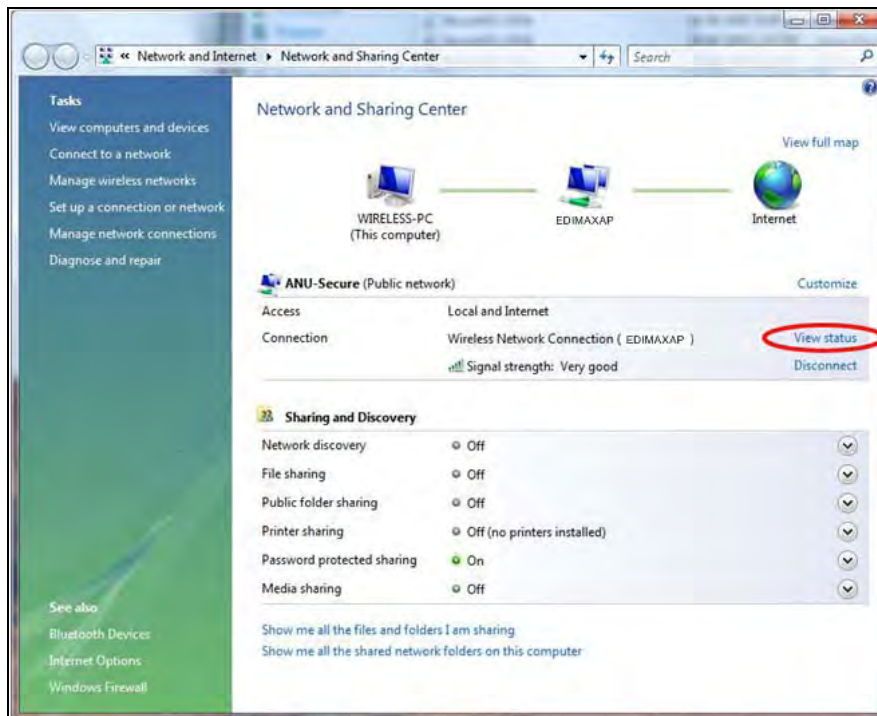 « Network and Internet ▸ Network and Sharing Center
Search
Tasks
View computers and devices
Connect to a network
Manage wireless networks
Set up a connection or network
Manage network connections
Diagnose and repair
See also
Bluetooth Devices
Internet Options
Windows Firewall
Network and Sharing Center
View full map
WIRELESS-PC
(This computer)
EDIMAXAP
Internet
ANU-Secure (Public network) Customize
Access Local and Internet
Connection Wireless Network Connection ( EDIMAXAP ) View status
Signal strength: Very good Disconnect
Sharing and Discovery
Network discovery Off
File sharing Off
Public folder sharing Off
Printer sharing Off (no printers installed)
Password protected sharing On
Media sharing Off
Show me all the files and folders I am sharing
Show me all the shared network folders on this computer